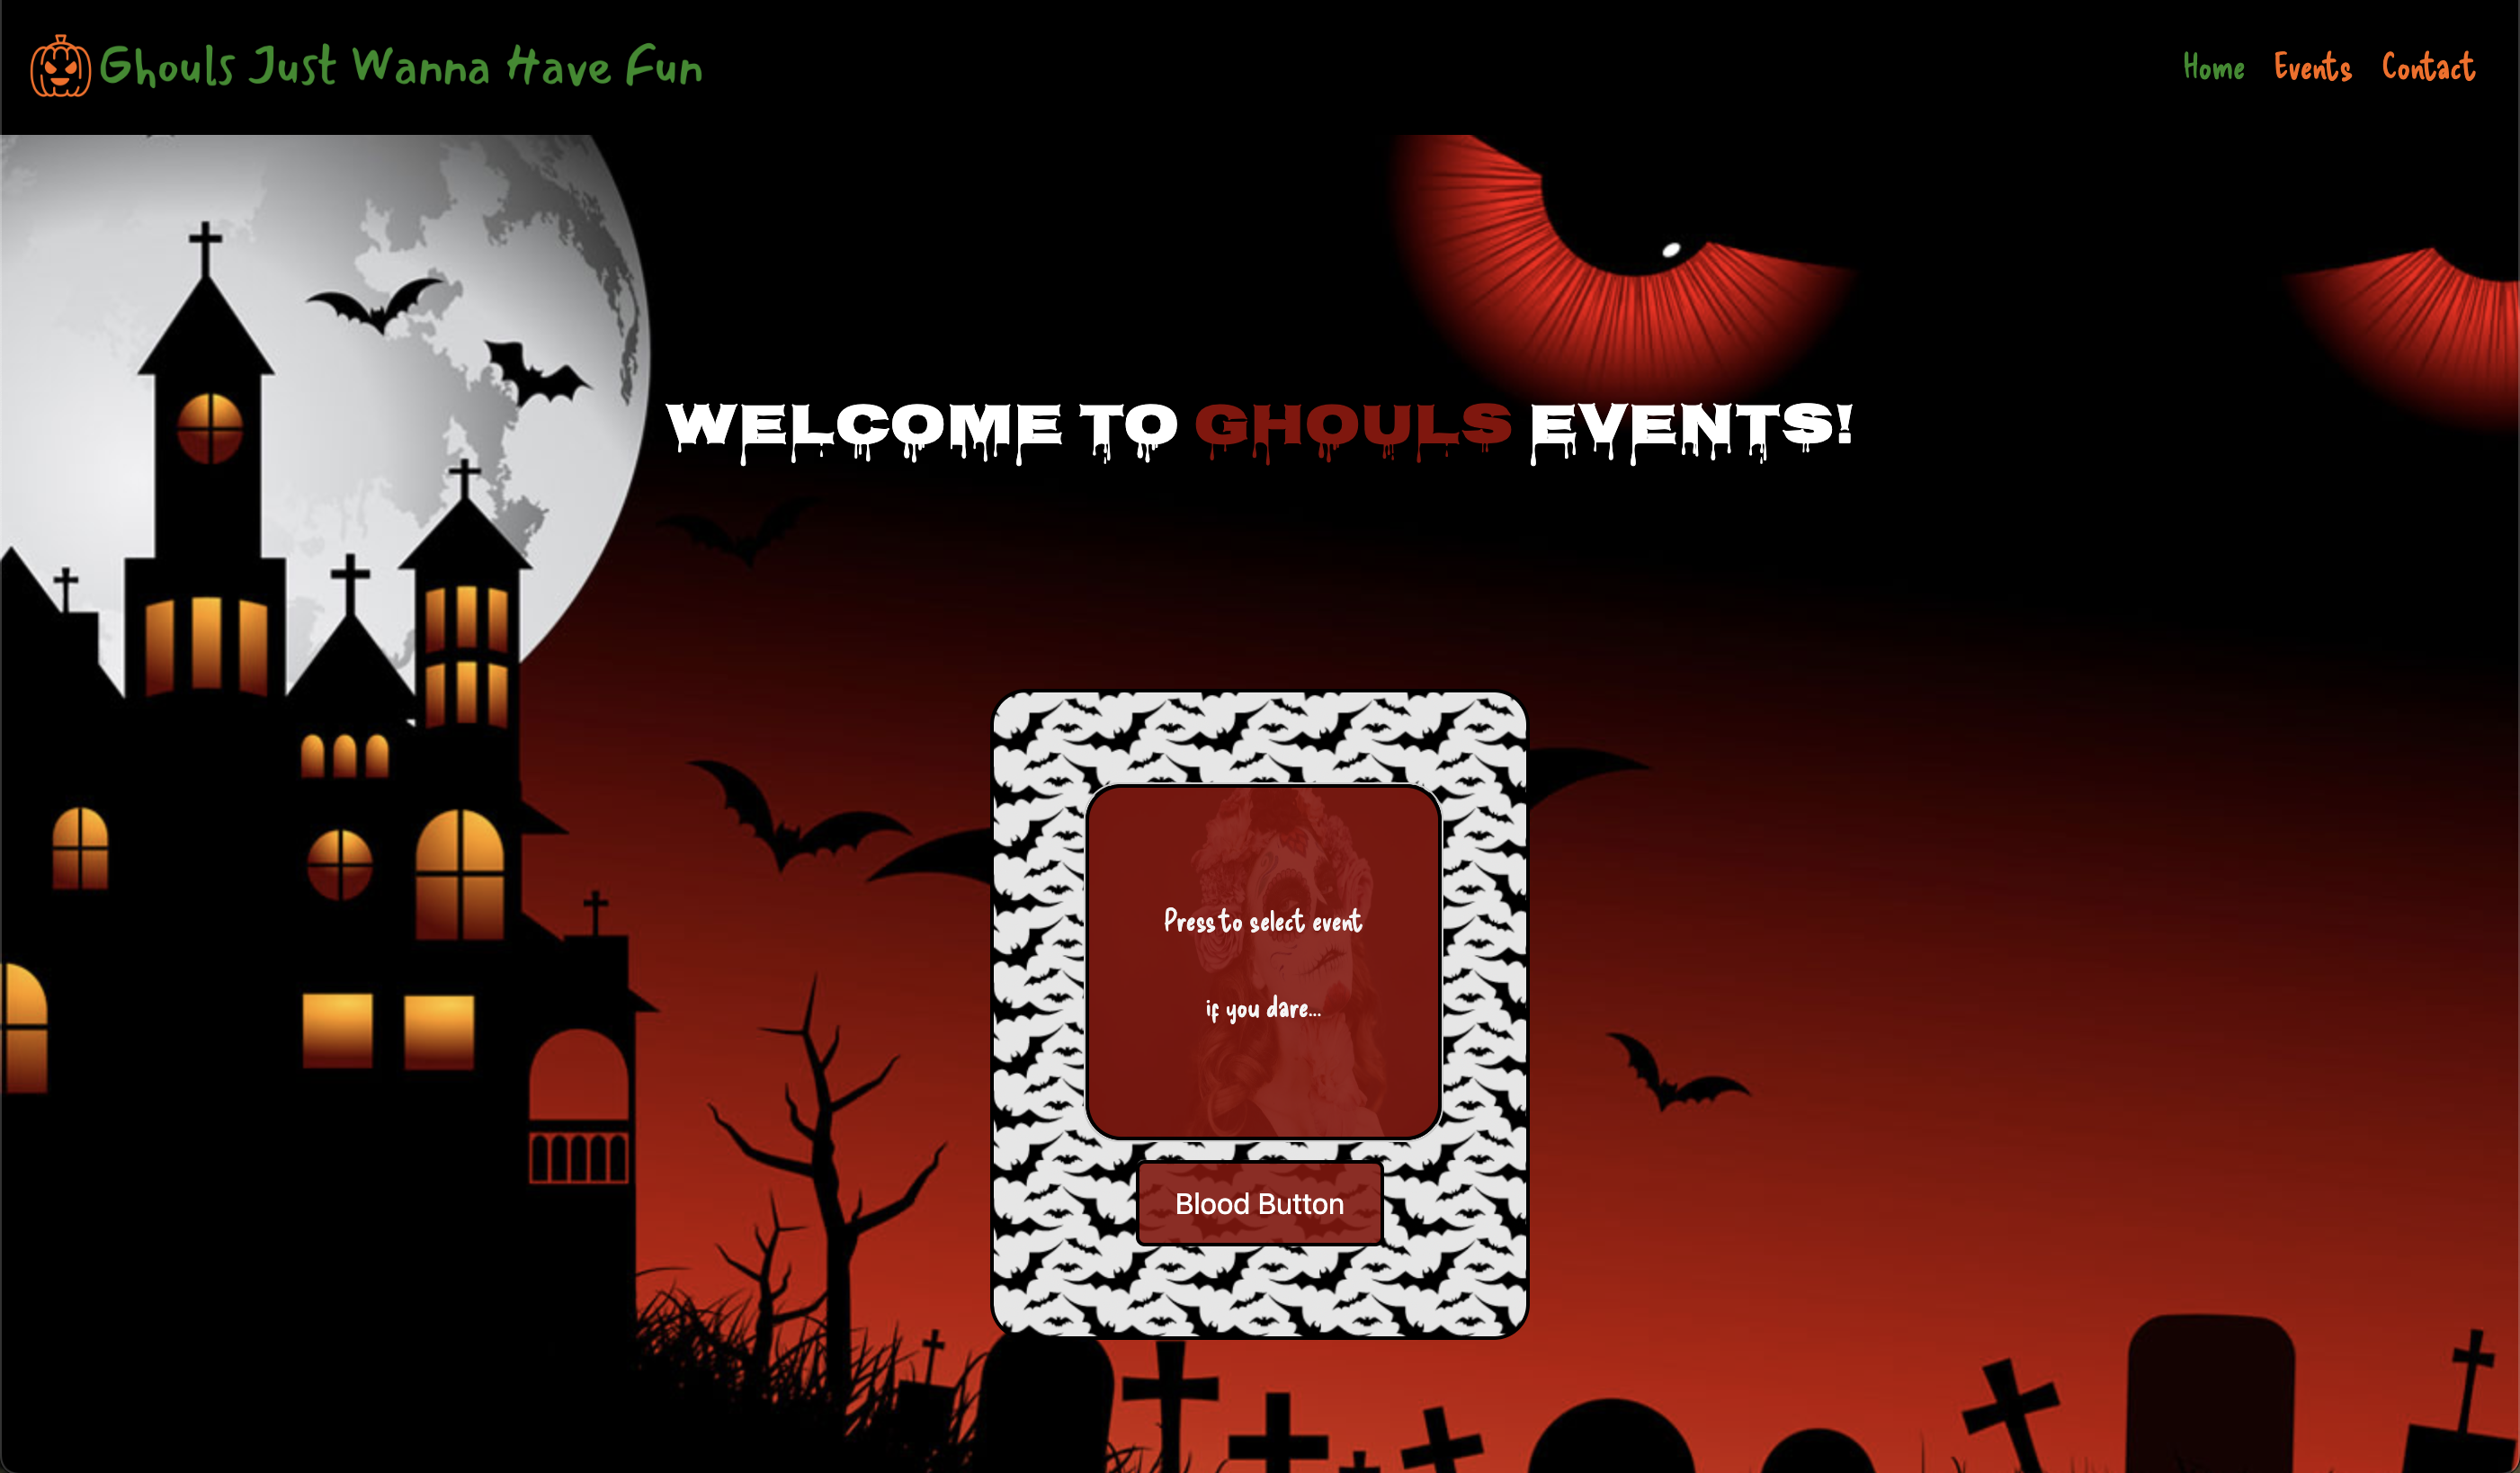 Ghouls Just Wanna Have Fun
Home Events Contact
WELCOME TO GHOULS EVENTS!
Press to select event
if you dare...
Blood Button